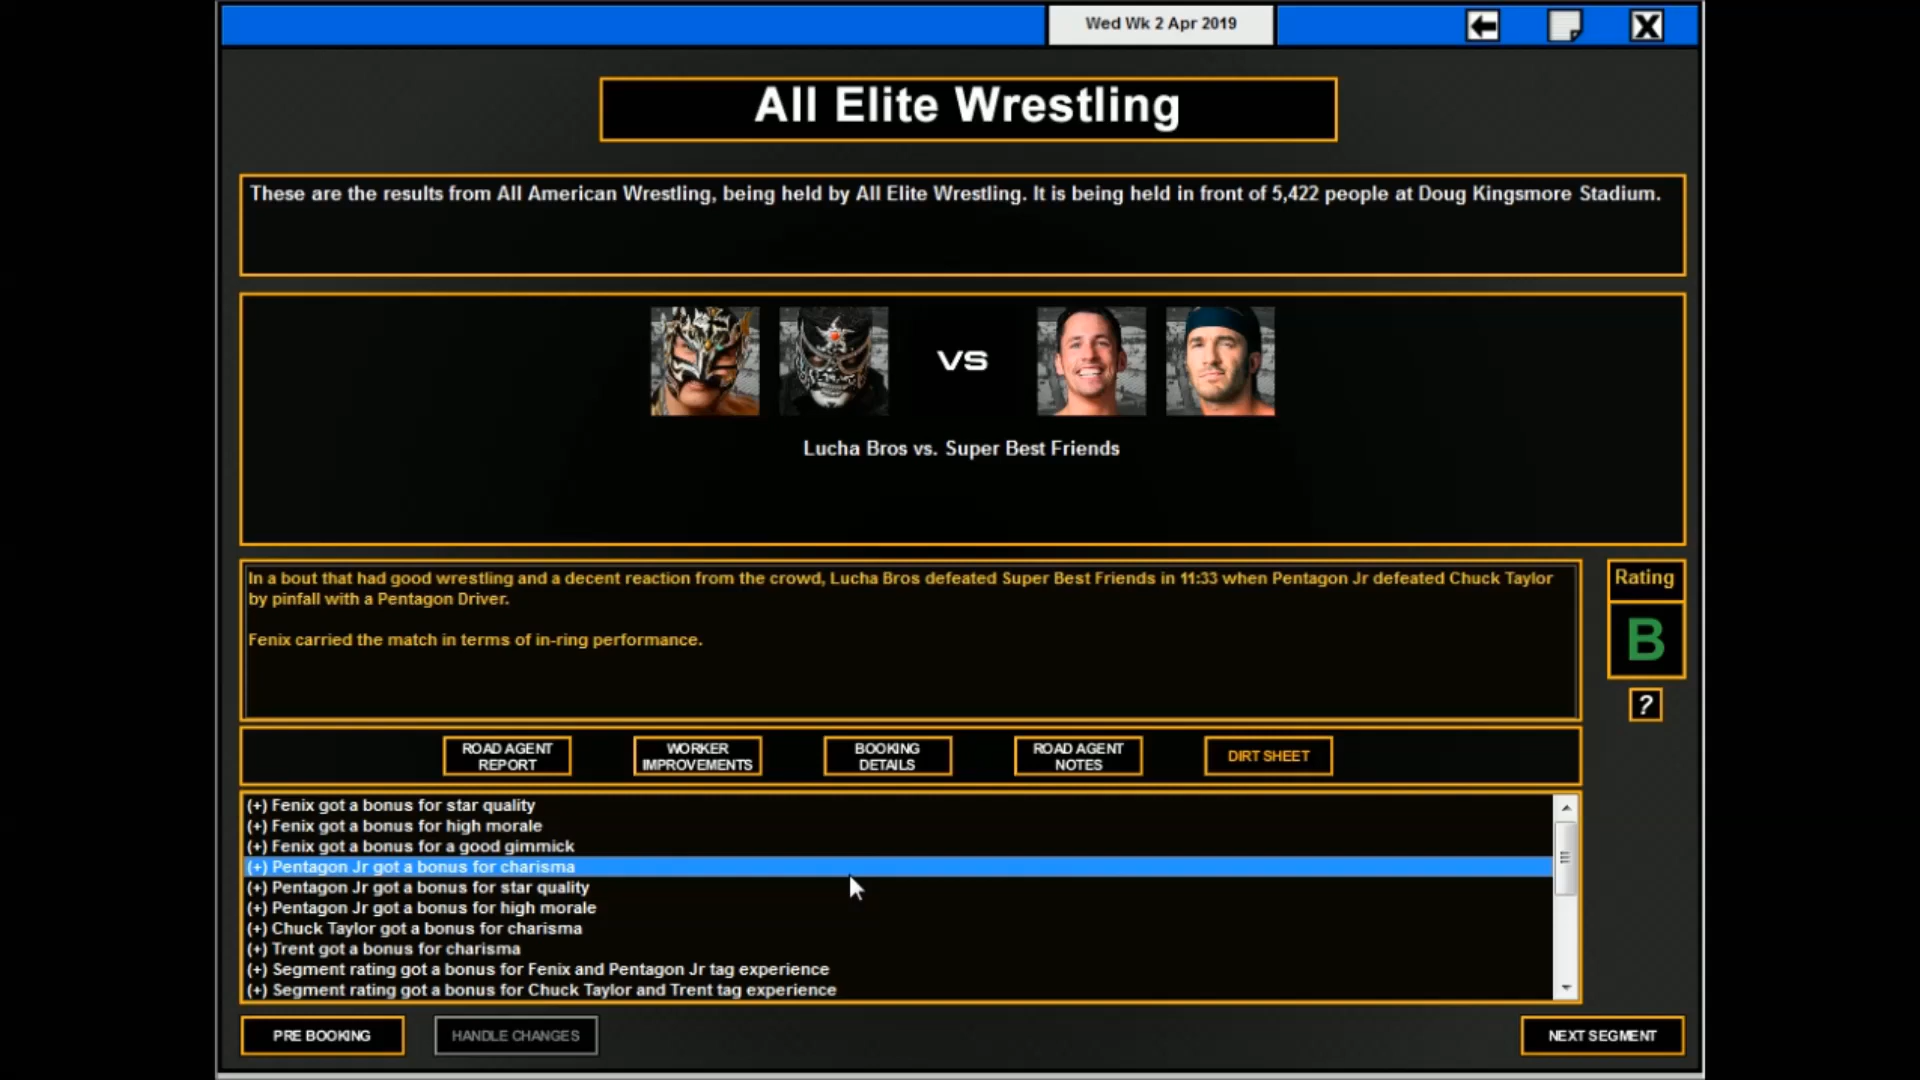 Wed Wk 2 Apr 2019
All Elite Wrestling
These are the results from All American Wrestling, being held by All Elite Wrestling. It is being held in front of 5,422 people at Doug Kingsmore Stadium.
VS
Lucha Bros vs. Super Best Friends
In a bout that had good wrestling and a decent reaction from the crowd, Lucha Bros defeated Super Best Friends in 11:33 when Pentagon Jr defeated Chuck Taylor
by pinfall with a Pentagon Driver.
Fenix carried the match in terms of in-ring performance.
Rating
B
?
ROAD AGENT
REPORT
WORKER
IMPROVEMENTS
BOOKING
DETAILS
ROAD AGENT
NOTES
DIRT SHEET
(+) Fenix got a bonus for star quality
(+) Fenix got a bonus for high morale
(+) Fenix got a bonus for a good gimmick
(+) Pentagon Jr got a bonus for charisma
(+) Pentagon Jr got a bonus for star quality
(+) Pentagon Jr got a bonus for high morale
(+) Chuck Taylor got a bonus for charisma
(+) Trent got a bonus for charisma
(+) Segment rating got a bonus for Fenix and Pentagon Jr tag experience
(+) Segment rating got a bonus for Chuck Taylor and Trent tag experience
PRE BOOKING
HANDLE CHANGES
NEXT SEGMENT